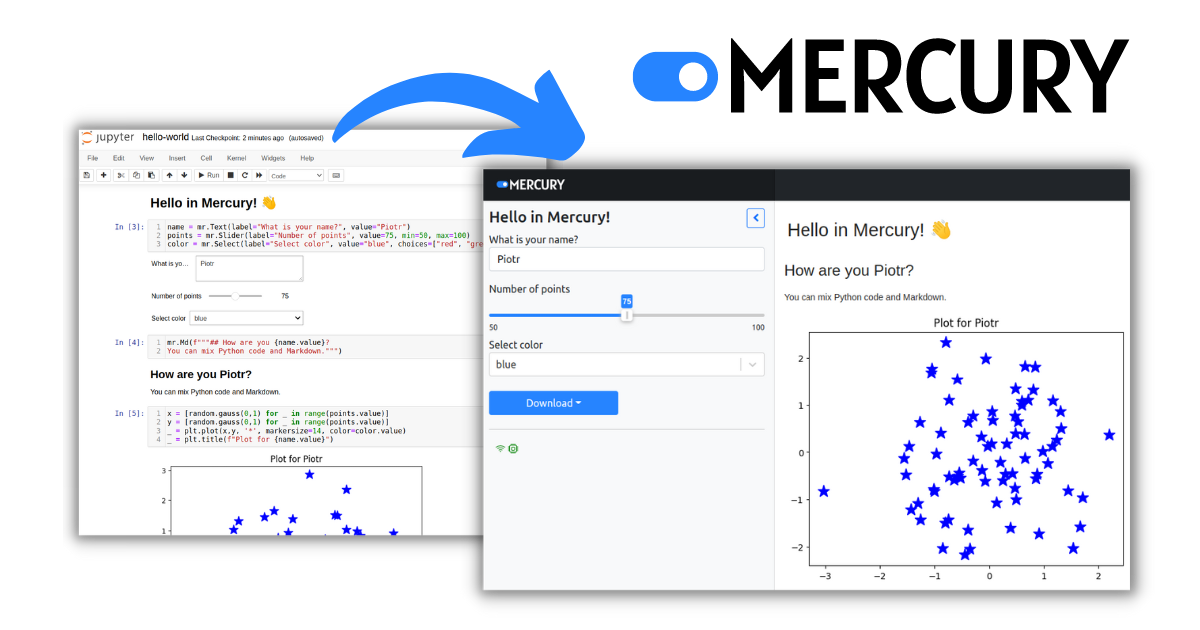 MERCURY
jupyter hello-world Last Checkpoint: 2 minutes ago (autosaved)
File Edit View Insert Cell Kernel Widgets Help
Run Code
Hello in Mercury! 👋
In [3]: 1 name = mr.Text(label="What is your name?", value="Piotr")
2 points = mr.Slider(label="Number of points", value=75, min=50, max=100)
3 color = mr.Select(label="Select color", value="blue", choices=["red", "gre
What is yo... Piotr
Number of points 75
Select color blue
In [4]: 1 mr.Md(f"""## How are you {name.value}?
2 You can mix Python code and Markdown.""")
How are you Piotr?
You can mix Python code and Markdown.
In [5]: 1 x = [random.gauss(0,1) for _ in range(points.value)]
2 y = [random.gauss(0,1) for _ in range(points.value)]
3 _ = plt.plot(x,y, '*', markersize=14, color=color.value)
4 _ = plt.title(f"Plot for {name.value}")
Plot for Piotr
3
2
1
MERCURY
Hello in Mercury!
What is your name?
Piotr
Number of points
75
50 100
Select color
blue
Download
Hello in Mercury! 👋
How are you Piotr?
You can mix Python code and Markdown.
Plot for Piotr
2
1
0
−1
−2
−3 −2 −1 0 1 2